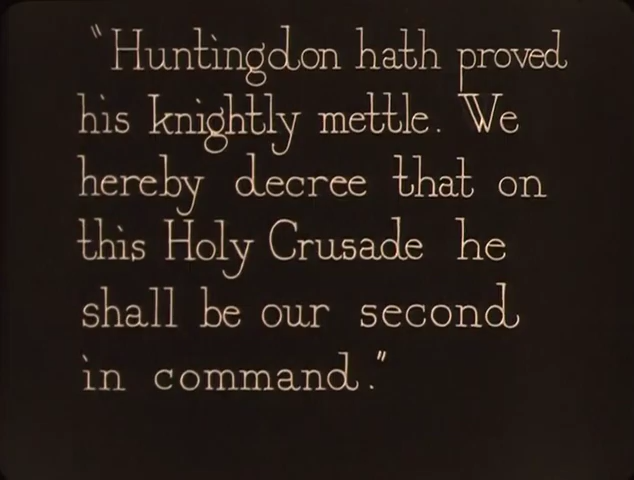 "Huntingdon hath proved
his knightly mettle. We
hereby decree that on
this Holy Crusade he
shall be our second
in command."